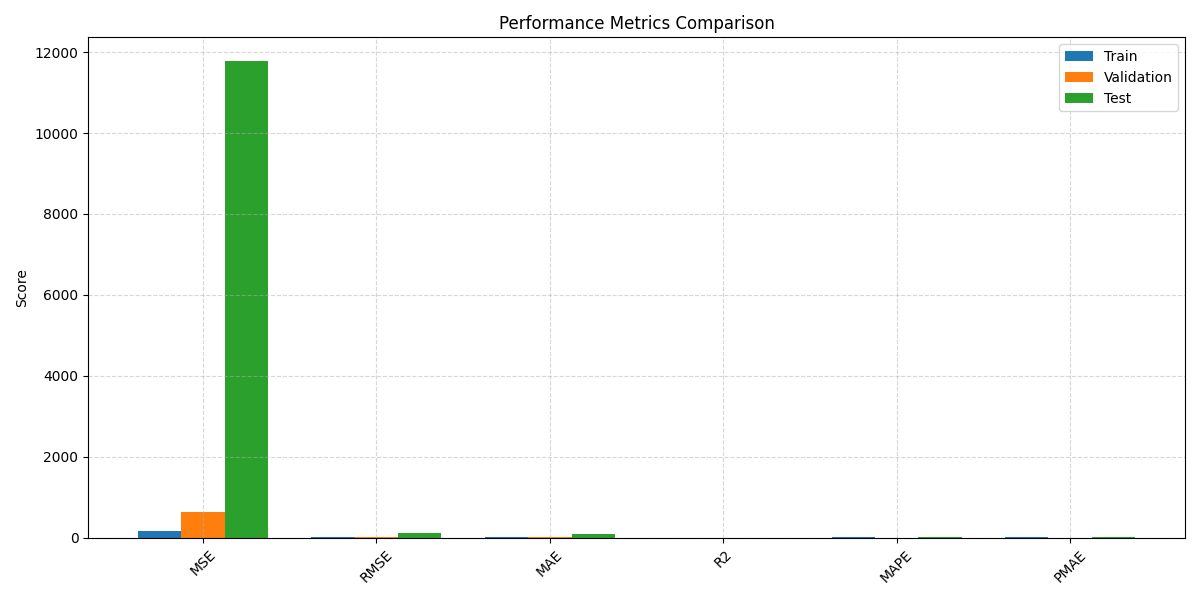 Performance Metrics Comparison
Train
Validation
Test
Score
12000
10000
8000
6000
4000
2000
0
MSE
RMSE
MAE
R2
MAPE
PMAE